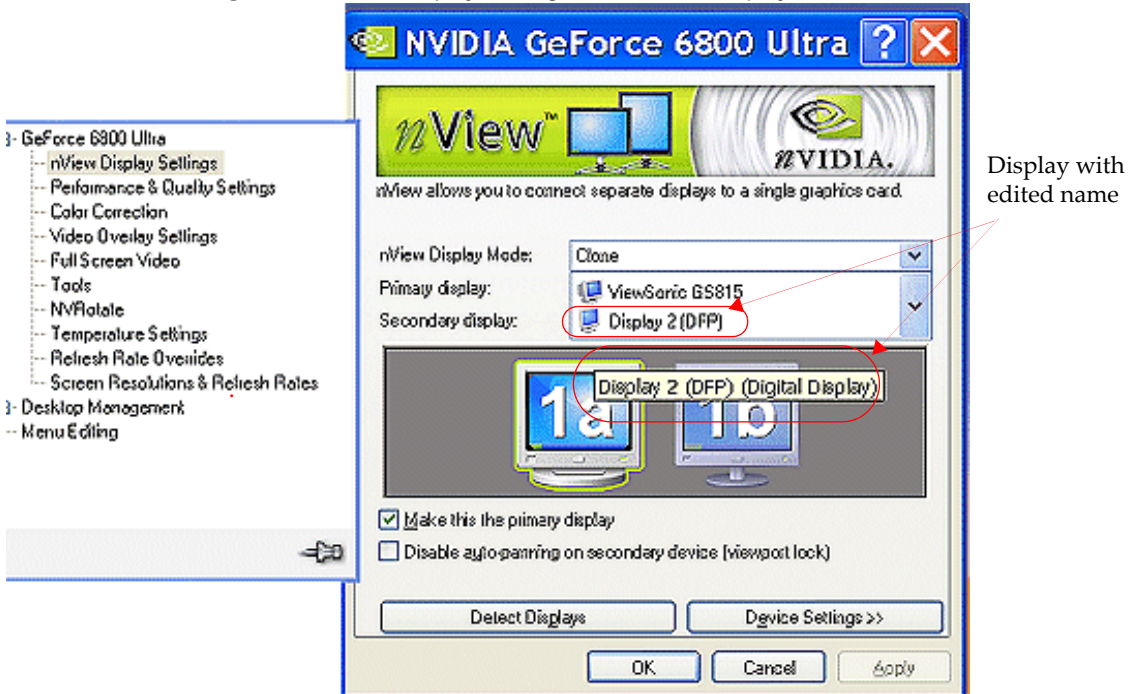 NVIDIA GeForce 6800 Ultra
nView™
nVIDIA.
nView allows you to connect separate displays to a single graphics card.
GeForce 6800 Ultra
nView Display Settings
Performance & Quality Settings
Color Correction
Video Overlay Settings
Full Screen Video
Tools
NVRotate
Temperature Settings
Refresh Rate Overrides
Screen Resolutions & Refresh Rates
Desktop Management
Menu Editing
nView Display Mode: Clone
Primary display: ViewSonic GS815
Secondary display: Display 2 (DFP)
Display 2 (DFP) (Digital Display)
1a 1b
Make this the primary display
Disable auto-panning on secondary device (viewport lock)
Detect Displays Device Settings >>
OK Cancel Apply
Display with
edited name